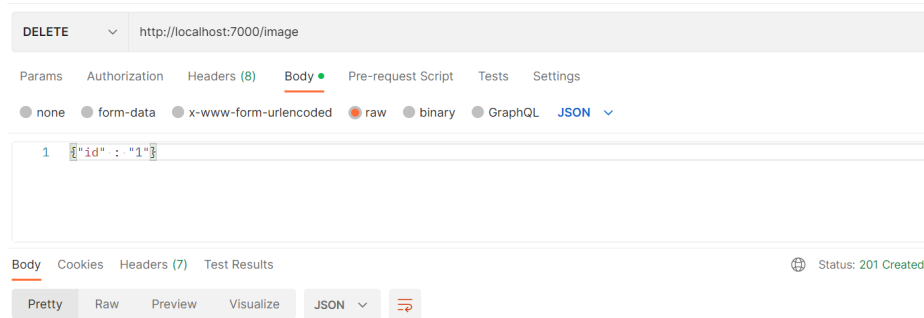 DELETE http://localhost:7000/image
Params Authorization Headers (8) Body Pre-request Script Tests Settings
none form-data x-www-form-urlencoded raw binary GraphQL JSON
1 {"id" : "1"}
Body Cookies Headers (7) Test Results Status: 201 Created
Pretty Raw Preview Visualize JSON